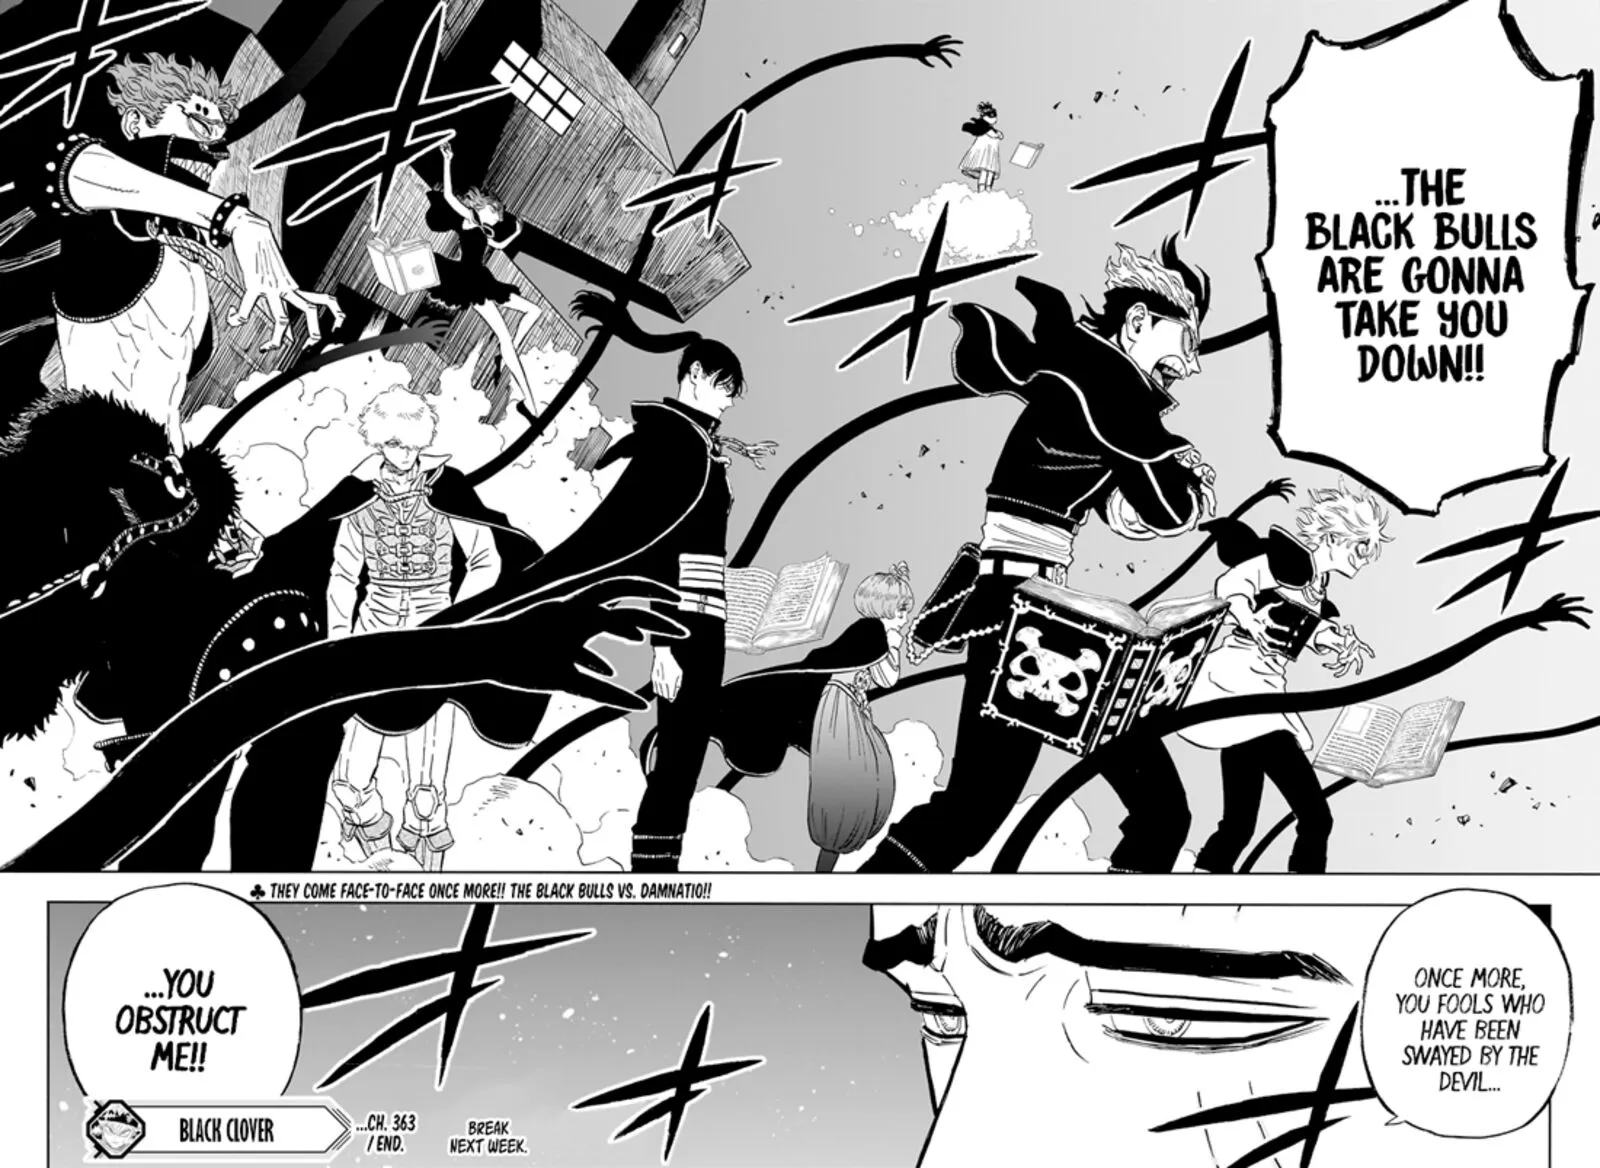 ...THE
BLACK BULLS
ARE GONNA
TAKE YOU
DOWN!!
♣ THEY COME FACE-TO-FACE ONCE MORE!! THE BLACK BULLS VS. DAMNATIO!!
ONCE MORE,
YOU FOOLS WHO
HAVE BEEN
SWAYED BY THE
DEVIL...
...YOU
OBSTRUCT
ME!!
BLACK CLOVER
...CH. 363
/ END.
BREAK
NEXT WEEK.